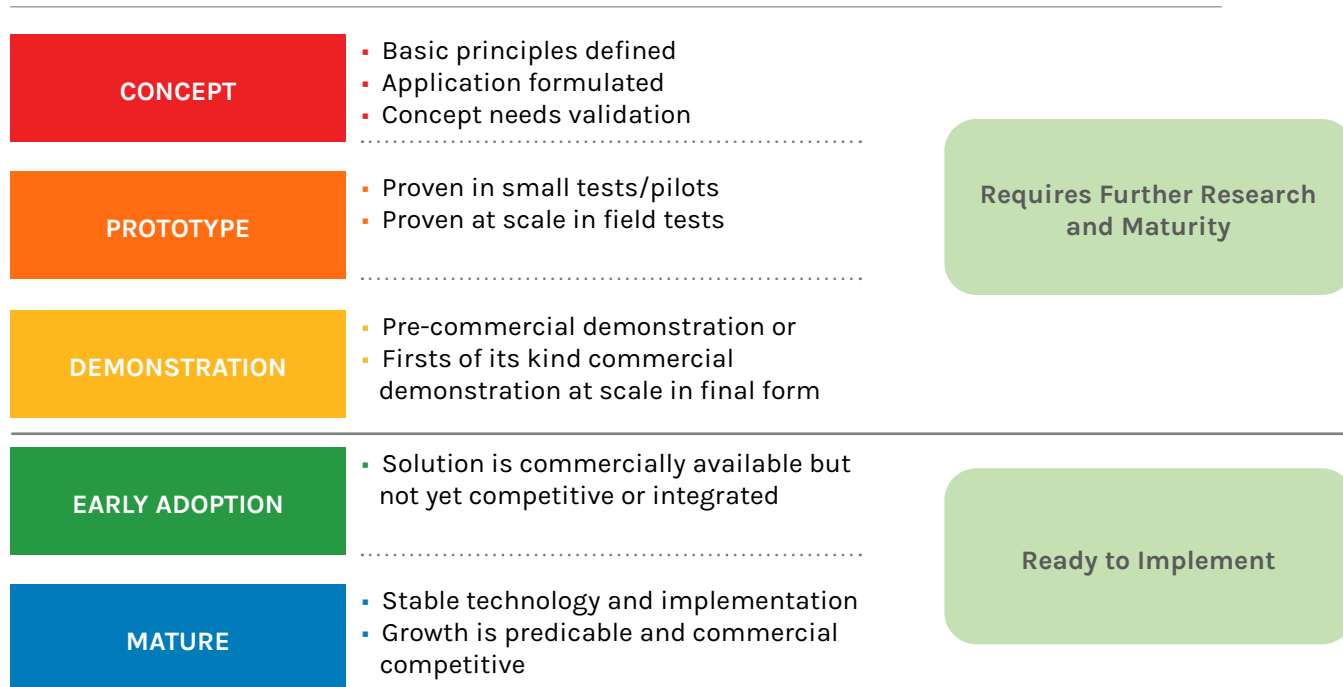 CONCEPT
▪ Basic principles defined
▪ Application formulated
▪ Concept needs validation
PROTOTYPE
▪ Proven in small tests/pilots
▪ Proven at scale in field tests
Requires Further Research
and Maturity
DEMONSTRATION
▪ Pre-commercial demonstration or
▪ Firsts of its kind commercial
demonstration at scale in final form
EARLY ADOPTION
▪ Solution is commercially available but
not yet competitive or integrated
Ready to Implement
MATURE
▪ Stable technology and implementation
▪ Growth is predicable and commercial
competitive